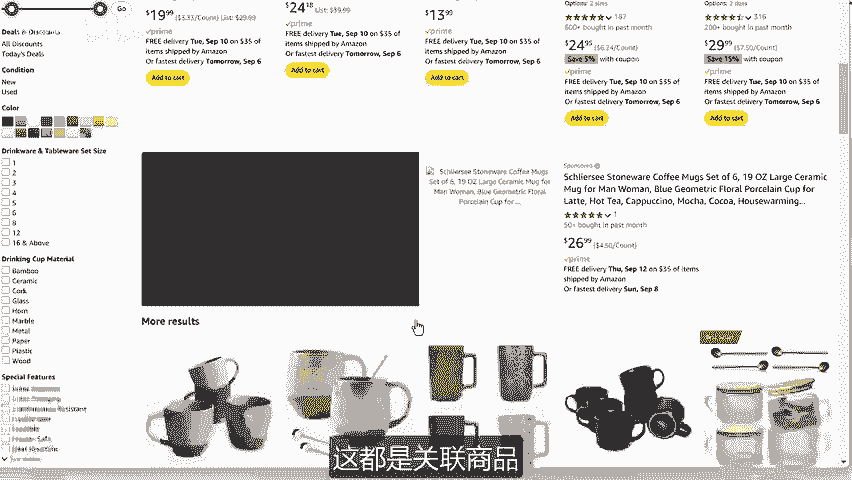 Go
Deals & Discounts
All Discounts
Today's Deals
Condition
New
Used
Color
Drinkware & Tableware Set Size
1
2
3
4
5
6
8
12
16 & Above
Drinking Cup Material
Bamboo
Ceramic
Cork
Glass
Horn
Marble
Metal
Paper
Plastic
Wood
Special Features
$19.99 ($3.33/Count) List: $29.99
prime
FREE delivery Tue, Sep 10 on $35 of
items shipped by Amazon
Or fastest delivery Tomorrow, Sep 6
Add to cart
List: $39.99
prime
FREE delivery Tue, Sep 10 on $35 of
items shipped by Amazon
Or fastest delivery Tomorrow, Sep 6
Add to cart
$13.99
prime
FREE delivery Tue, Sep 10 on $35 of
items shipped by Amazon
Or fastest delivery Tomorrow, Sep 6
Add to cart
Options: 2 sizes
187
bought in past month
$24 ($6.24/Count)
Save 5% with coupon
prime
FREE delivery Tue, Sep 10 on $35 of
items shipped by Amazon
Or fastest delivery Tomorrow, Sep 6
Add to cart
Options: 2 sizes
316
200+ bought in past month
$29.99 ($7.50/Count)
Save 15% with coupon
prime
FREE delivery Tue, Sep 10 on $35 of
items shipped by Amazon
Or fastest delivery Tomorrow, Sep 6
Add to cart
Schliersee Stoneware Coffee Mugs
Set of 6, 19 OZ Large Ceramic Mug
for Man Woman, Blue Geometric Floral
Porcelain Cup for...
Sponsored
Schliersee Stoneware Coffee Mugs Set of 6, 19 OZ Large Ceramic
Mug for Man Woman, Blue Geometric Floral Porcelain Cup for
Latte, Hot Tea, Cappuccino, Mocha, Cocoa, Housewarming...
1
50+ bought in past month
$26.99 ($4.50/Count)
prime
FREE delivery Thu, Sep 12 on $35 of items
shipped by Amazon
Or fastest delivery Sun, Sep 8
More results
这都是关联商品